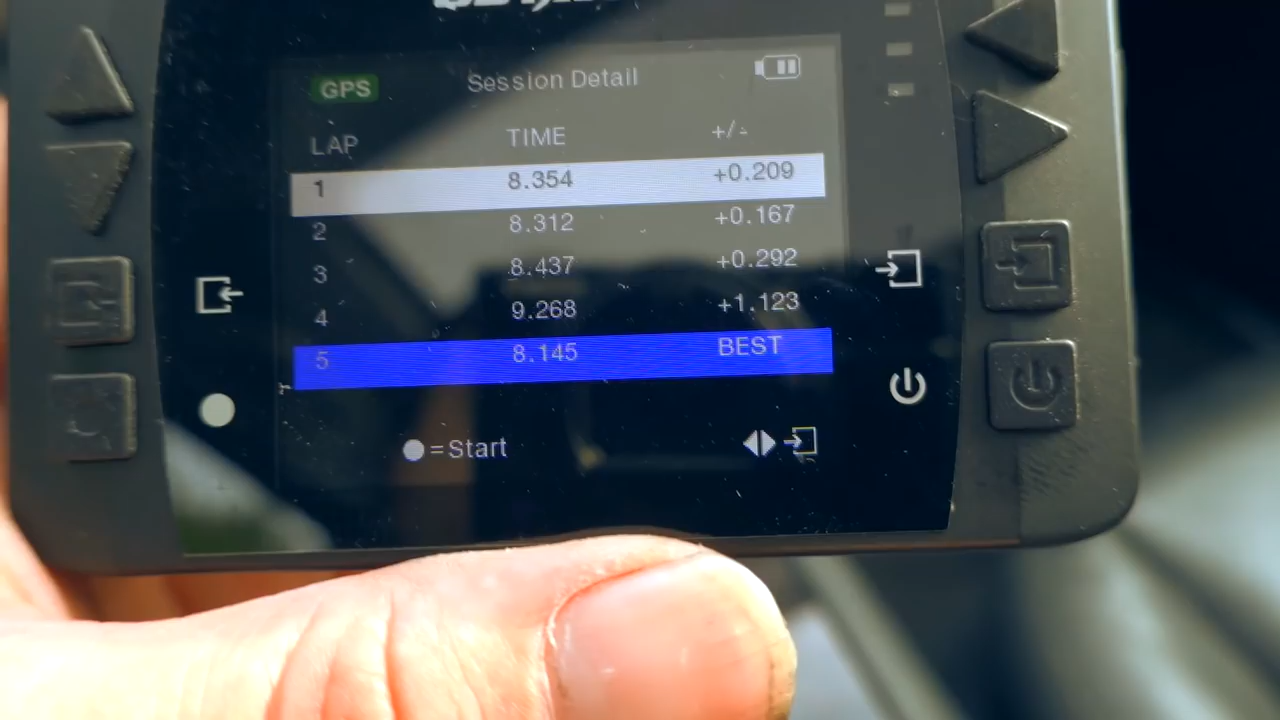 GPS Session Detail
LAP TIME +/-
1 8.354 +0.209
2 8.312 +0.167
3 8.437 +0.292
4 9.268 +1.123
5 8.145 BEST
=Start